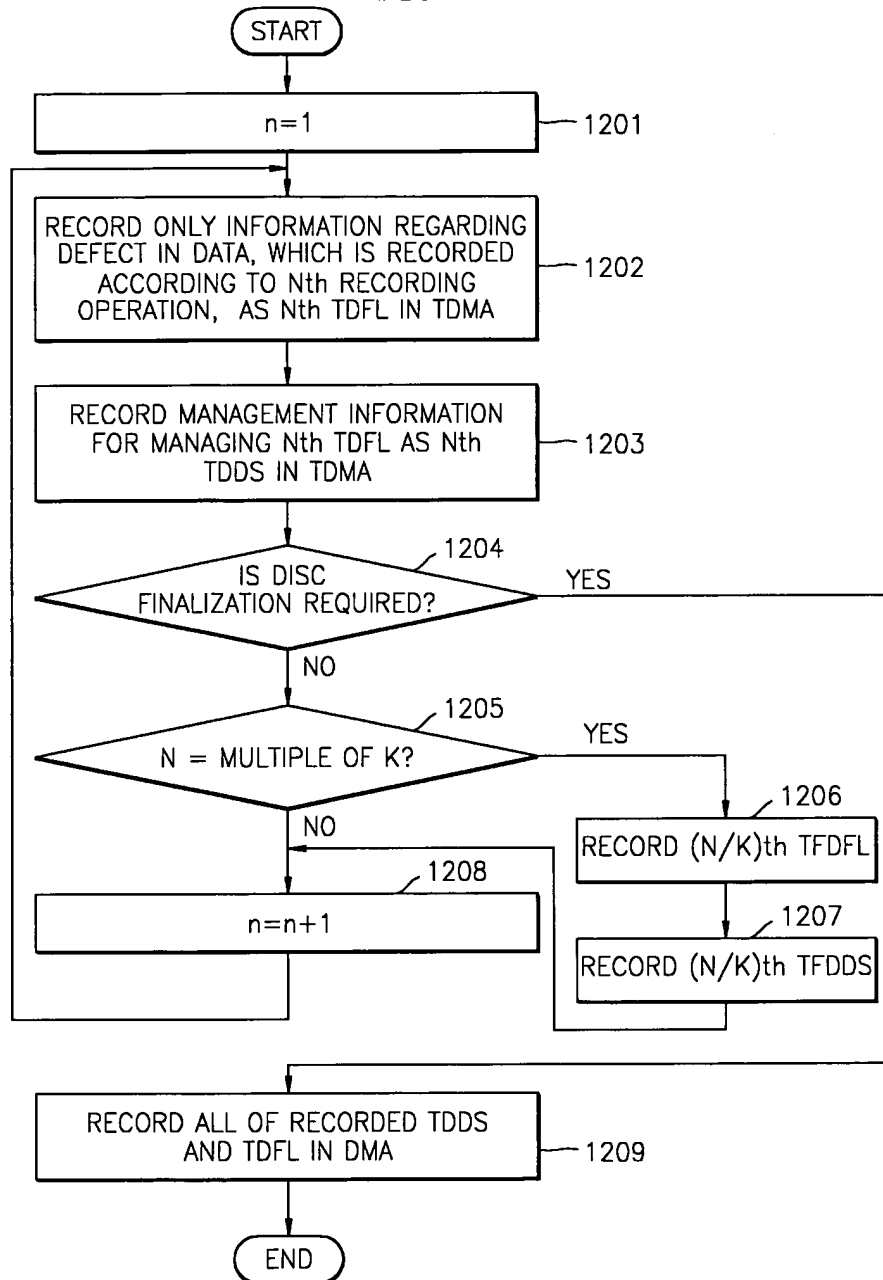 START
n=1
1201
RECORD ONLY INFORMATION REGARDING
DEFECT IN DATA, WHICH IS RECORDED
ACCORDING TO Nth RECORDING
OPERATION, AS Nth TDFL IN TDMA
1202
RECORD MANAGEMENT INFORMATION
FOR MANAGING Nth TDFL AS Nth
TDDS IN TDMA
1203
1204
IS DISC
FINALIZATION REQUIRED?
YES
NO
1205
N = MULTIPLE OF K?
YES
NO
1206
RECORD (N/K)th TFDFL
1207
RECORD (N/K)th TFDDS
1208
n=n+1
RECORD ALL OF RECORDED TDDS
AND TDFL IN DMA
1209
END